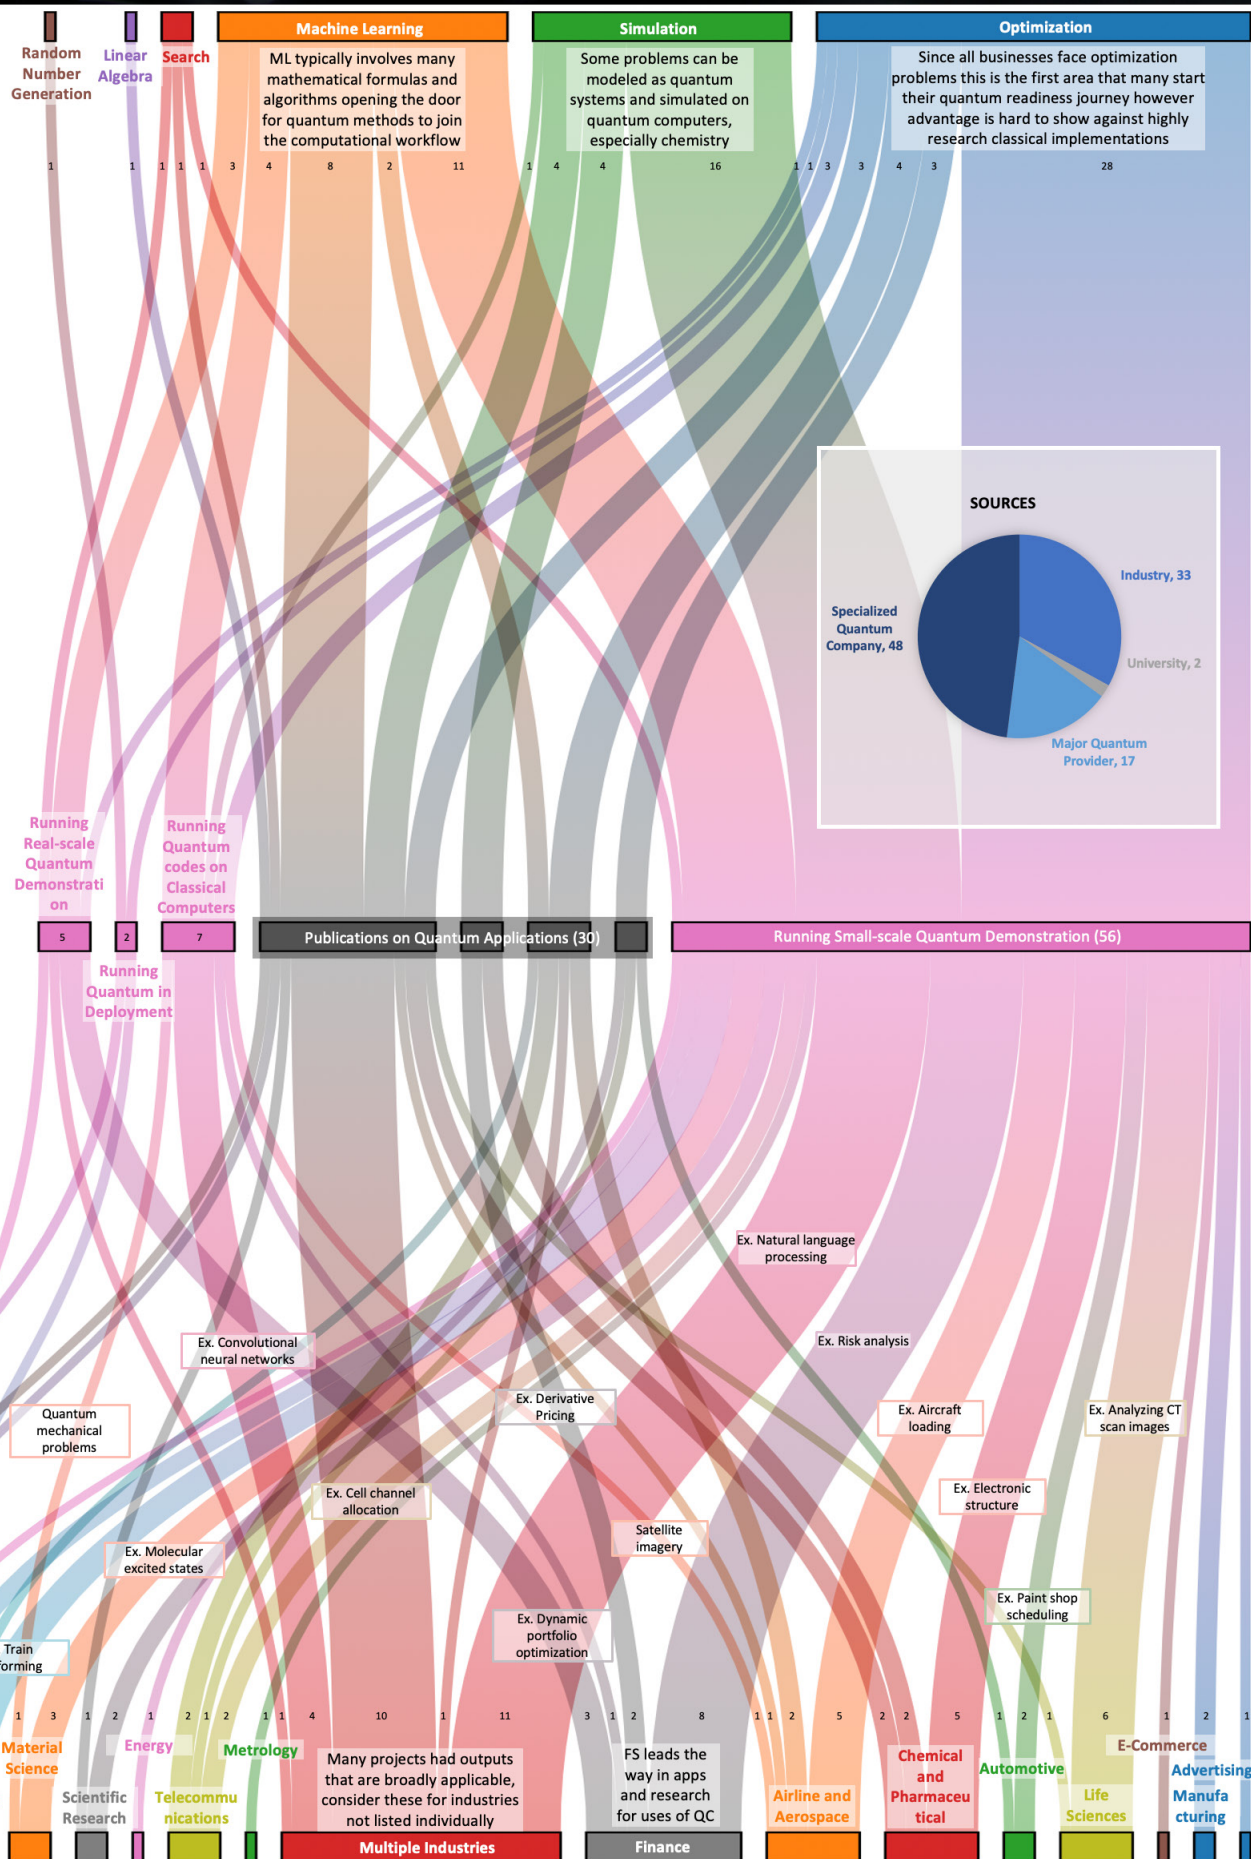 Machine Learning
Simulation
Optimization
Random
Number
Generation
Linear
Algebra
Search
ML typically involves many
mathematical formulas and
algorithms opening the door
for quantum methods to join
the computational workflow
Some problems can be
modeled as quantum
systems and simulated on
quantum computers,
especially chemistry
Since all businesses face optimization
problems this is the first area that many start
their quantum readiness journey however
advantage is hard to show against highly
research classical implementations
1 1 1 1 1 3 4 8 2 11 1 4 4 16 1 1 3 3 4 3 28
SOURCES
Industry, 33
Specialized
Quantum
Company, 48
University, 2
Major Quantum
Provider, 17
Running
Real-scale
Quantum
Demonstrati
on
Running
Quantum
codes on
Classical
Computers
5
2
7
Publications on Quantum Applications (30)
Running Small-scale Quantum Demonstration (56)
Running
Quantum in
Deployment
Ex. Natural language
processing
Ex. Convolutional
neural networks
Ex. Risk analysis
Quantum
mechanical
problems
Ex. Derivative
Pricing
Ex. Aircraft
loading
Ex. Analyzing CT
scan images
Ex. Cell channel
allocation
Ex. Electronic
structure
Ex. Molecular
excited states
Satellite
imagery
Ex. Dynamic
portfolio
optimization
Ex. Paint shop
scheduling
Train
forming
1 3 1 2 1 2 1 2 1 1 4 10 1 11 3 1 2 8 1 1 2 5 2 2 5 1 2 1 6 1 2 1
Material
Science
Scientific
Research
Energy
Telecommu
nications
Metrology
Many projects had outputs
that are broadly applicable,
consider these for industries
not listed individually
FS leads the
way in apps
and research
for uses of QC
Airline and
Aerospace
Chemical
and
Pharmaceu
tical
Automotive
Life
Sciences
E-Commerce
Advertising
Manufa
cturing
Multiple Industries
Finance